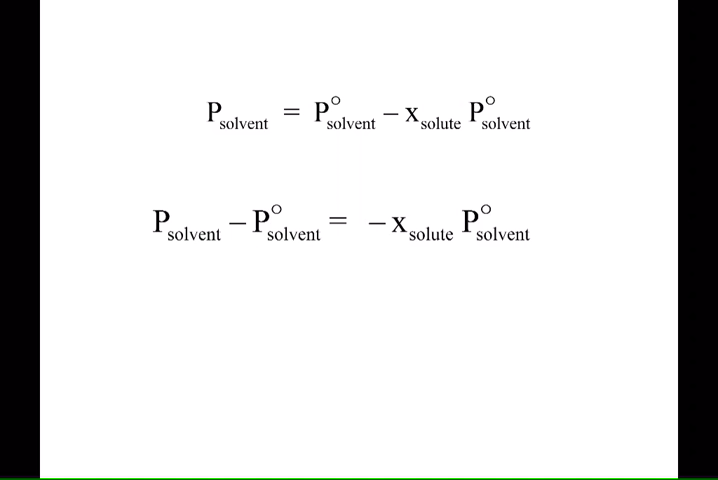 P_solvent = P°_solvent − x_solute P°_solvent
P_solvent − P°_solvent = − x_solute P°_solvent